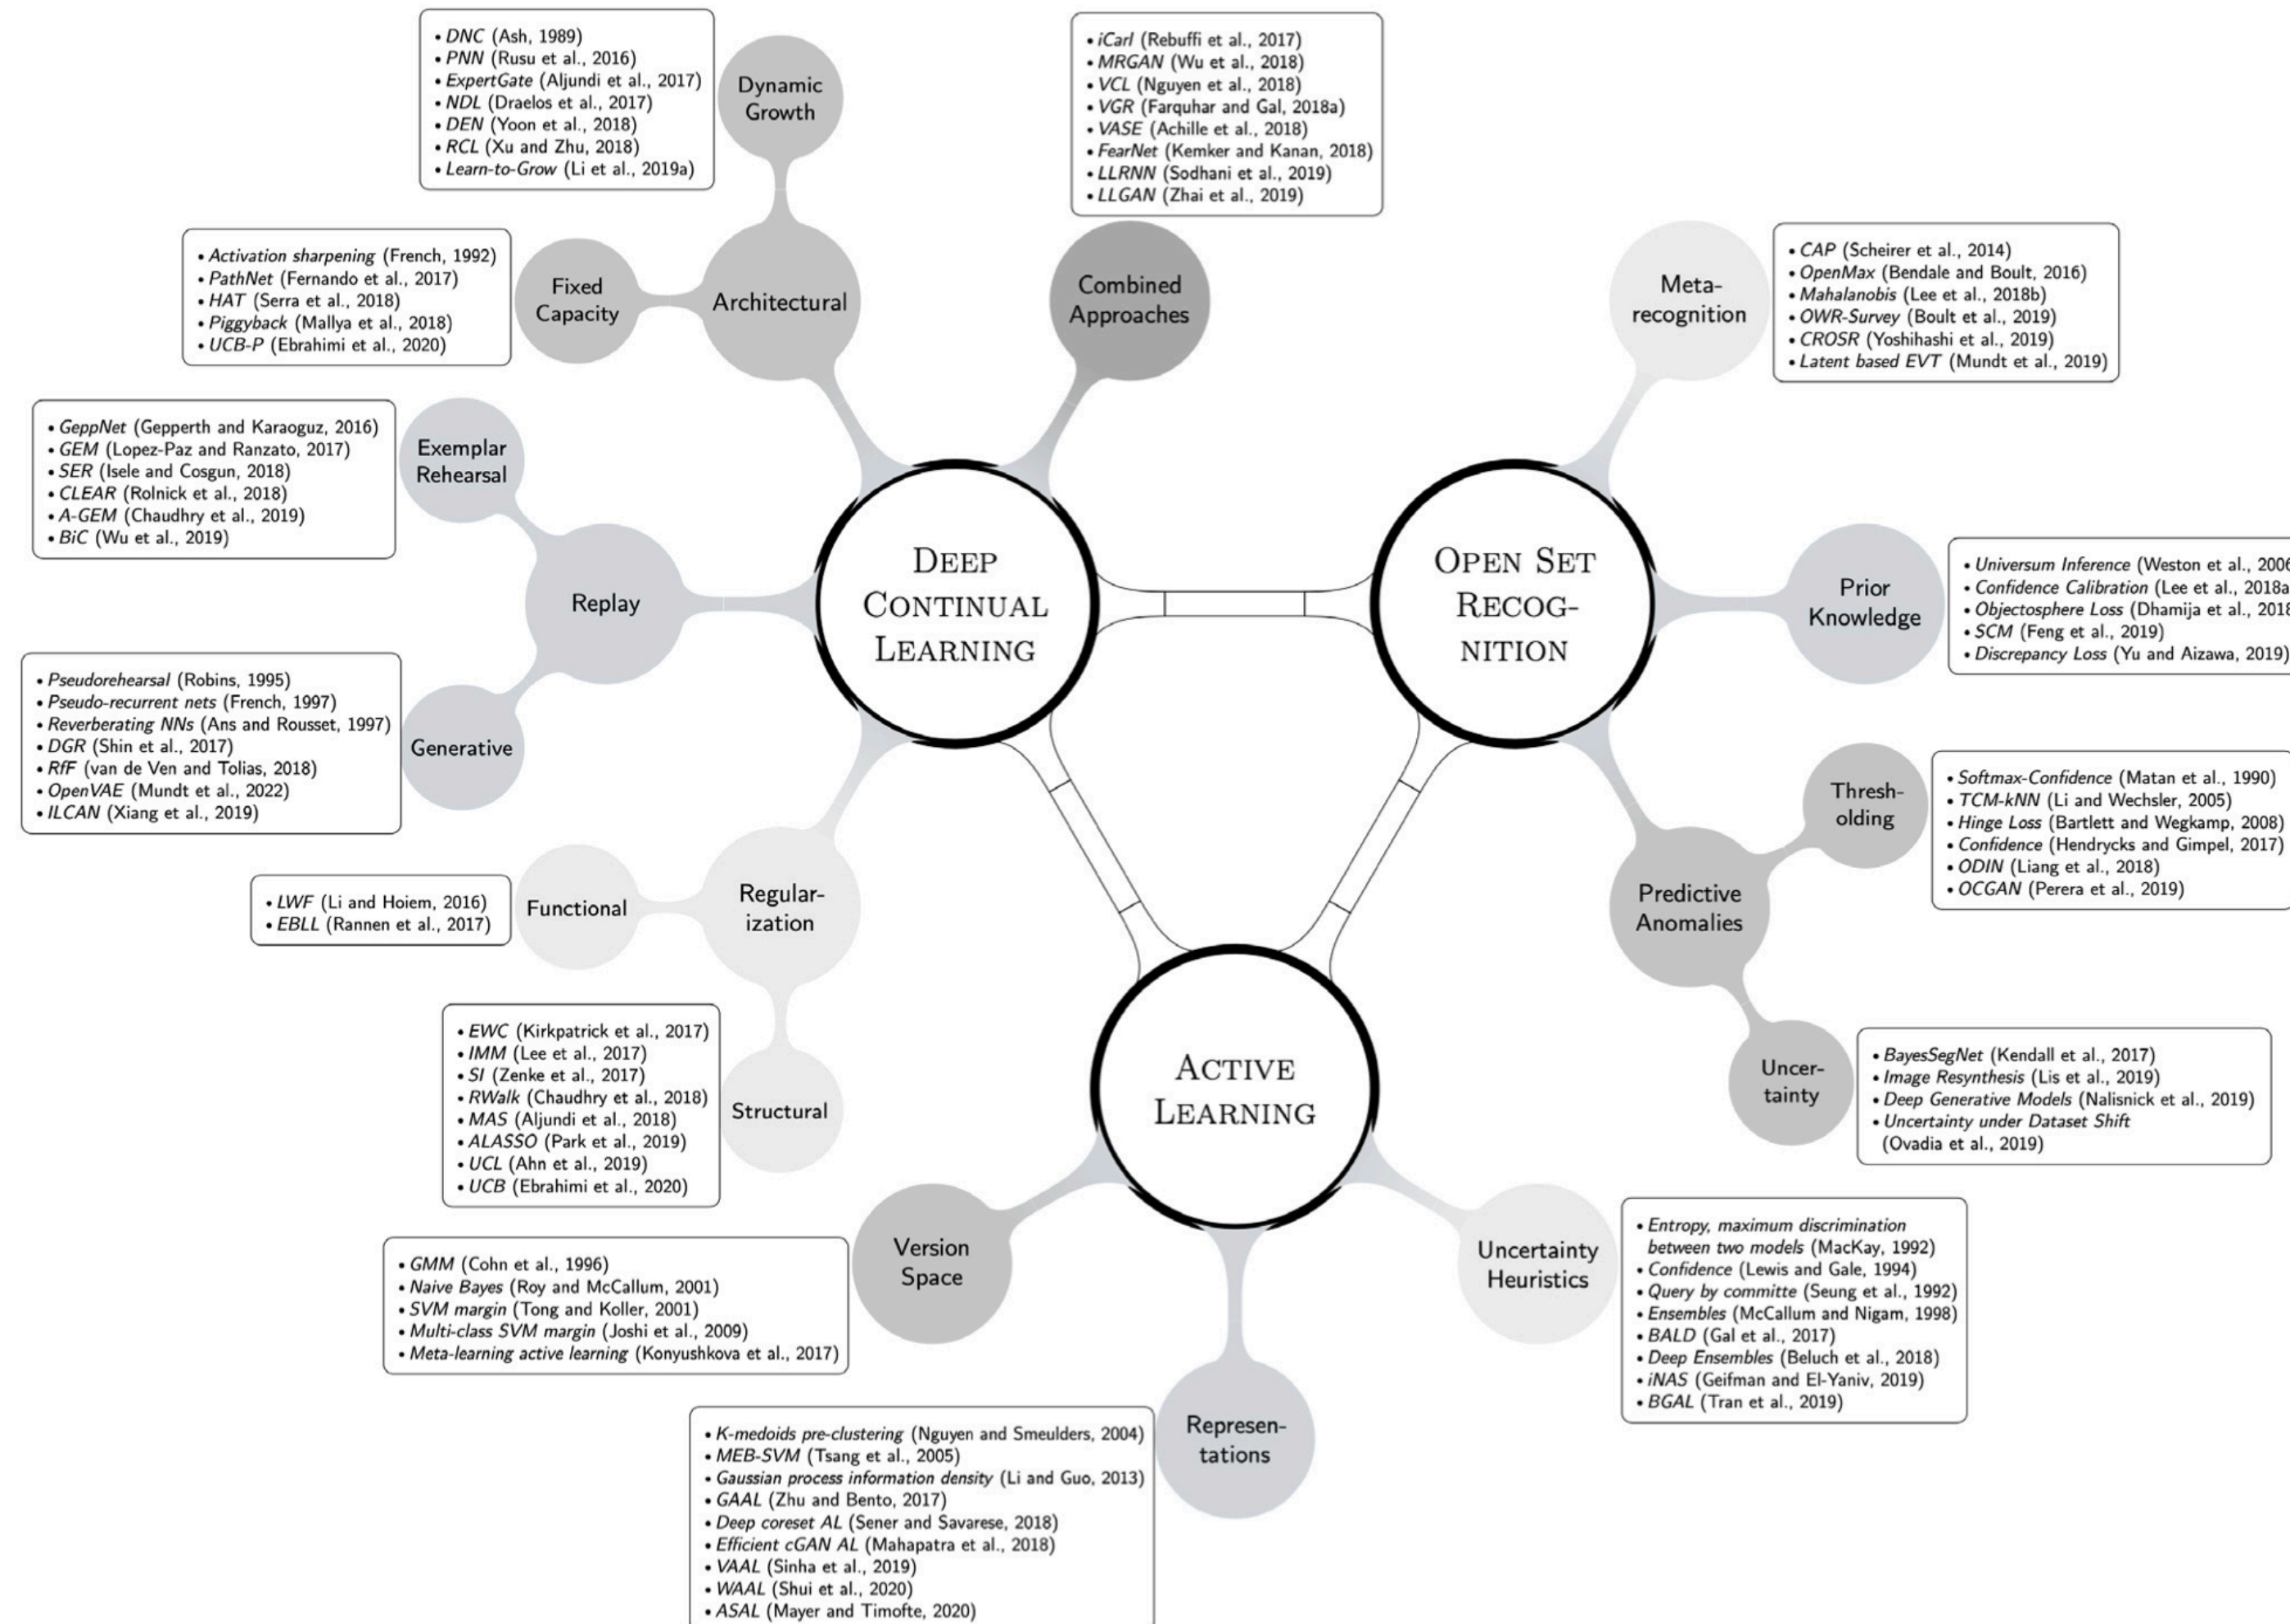 • DNC (Ash, 1989)
• PNN (Rusu et al., 2016)
• ExpertGate (Aljundi et al., 2017)
• NDL (Draelos et al., 2017)
• DEN (Yoon et al., 2018)
• RCL (Xu and Zhu, 2018)
• Learn-to-Grow (Li et al., 2019a)
Dynamic
Growth
• iCarl (Rebuffi et al., 2017)
• MRGAN (Wu et al., 2018)
• VCL (Nguyen et al., 2018)
• VGR (Farquhar and Gal, 2018a)
• VASE (Achille et al., 2018)
• FearNet (Kemker and Kanan, 2018)
• LLRNN (Sodhani et al., 2019)
• LLGAN (Zhai et al., 2019)
• Activation sharpening (French, 1992)
• PathNet (Fernando et al., 2017)
• HAT (Serra et al., 2018)
• Piggyback (Mallya et al., 2018)
• UCB-P (Ebrahimi et al., 2020)
Fixed
Capacity
Architectural
Combined
Approaches
Meta-
recognition
• CAP (Scheirer et al., 2014)
• OpenMax (Bendale and Boult, 2016)
• Mahalanobis (Lee et al., 2018b)
• OWR-Survey (Boult et al., 2019)
• CROSR (Yoshihashi et al., 2019)
• Latent based EVT (Mundt et al., 2019)
• GeppNet (Gepperth and Karaoguz, 2016)
• GEM (Lopez-Paz and Ranzato, 2017)
• SER (Isele and Cosgun, 2018)
• CLEAR (Rolnick et al., 2018)
• A-GEM (Chaudhry et al., 2019)
• BiC (Wu et al., 2019)
Exemplar
Rehearsal
Replay
DEEP
CONTINUAL
LEARNING
OPEN SET
RECOG-
NITION
Prior
Knowledge
• Universum Inference (Weston et al., 2006
• Confidence Calibration (Lee et al., 2018a
• Objectosphere Loss (Dhamija et al., 2018
• SCM (Feng et al., 2019)
• Discrepancy Loss (Yu and Aizawa, 2019)
• Pseudorehearsal (Robins, 1995)
• Pseudo-recurrent nets (French, 1997)
• Reverberating NNs (Ans and Rousset, 1997)
• DGR (Shin et al., 2017)
• RfF (van de Ven and Tolias, 2018)
• OpenVAE (Mundt et al., 2022)
• ILCAN (Xiang et al., 2019)
Generative
Thresh-
olding
• Softmax-Confidence (Matan et al., 1990)
• TCM-kNN (Li and Wechsler, 2005)
• Hinge Loss (Bartlett and Wegkamp, 2008)
• Confidence (Hendrycks and Gimpel, 2017)
• ODIN (Liang et al., 2018)
• OCGAN (Perera et al., 2019)
• LWF (Li and Hoiem, 2016)
• EBLL (Rannen et al., 2017)
Functional
Regular-
ization
Predictive
Anomalies
• EWC (Kirkpatrick et al., 2017)
• IMM (Lee et al., 2017)
• SI (Zenke et al., 2017)
• RWalk (Chaudhry et al., 2018)
• MAS (Aljundi et al., 2018)
• ALASSO (Park et al., 2019)
• UCL (Ahn et al., 2019)
• UCB (Ebrahimi et al., 2020)
Structural
ACTIVE
LEARNING
Uncer-
tainty
• BayesSegNet (Kendall et al., 2017)
• Image Resynthesis (Lis et al., 2019)
• Deep Generative Models (Nalisnick et al., 2019)
• Uncertainty under Dataset Shift
(Ovadia et al., 2019)
• GMM (Cohn et al., 1996)
• Naive Bayes (Roy and McCallum, 2001)
• SVM margin (Tong and Koller, 2001)
• Multi-class SVM margin (Joshi et al., 2009)
• Meta-learning active learning (Konyushkova et al., 2017)
Version
Space
Uncertainty
Heuristics
• Entropy, maximum discrimination
between two models (MacKay, 1992)
• Confidence (Lewis and Gale, 1994)
• Query by committe (Seung et al., 1992)
• Ensembles (McCallum and Nigam, 1998)
• BALD (Gal et al., 2017)
• Deep Ensembles (Beluch et al., 2018)
• iNAS (Geifman and El-Yaniv, 2019)
• BGAL (Tran et al., 2019)
• K-medoids pre-clustering (Nguyen and Smeulders, 2004)
• MEB-SVM (Tsang et al., 2005)
• Gaussian process information density (Li and Guo, 2013)
• GAAL (Zhu and Bento, 2017)
• Deep coreset AL (Sener and Savarese, 2018)
• Efficient cGAN AL (Mahapatra et al., 2018)
• VAAL (Sinha et al., 2019)
• WAAL (Shui et al., 2020)
• ASAL (Mayer and Timofte, 2020)
Represen-
tations